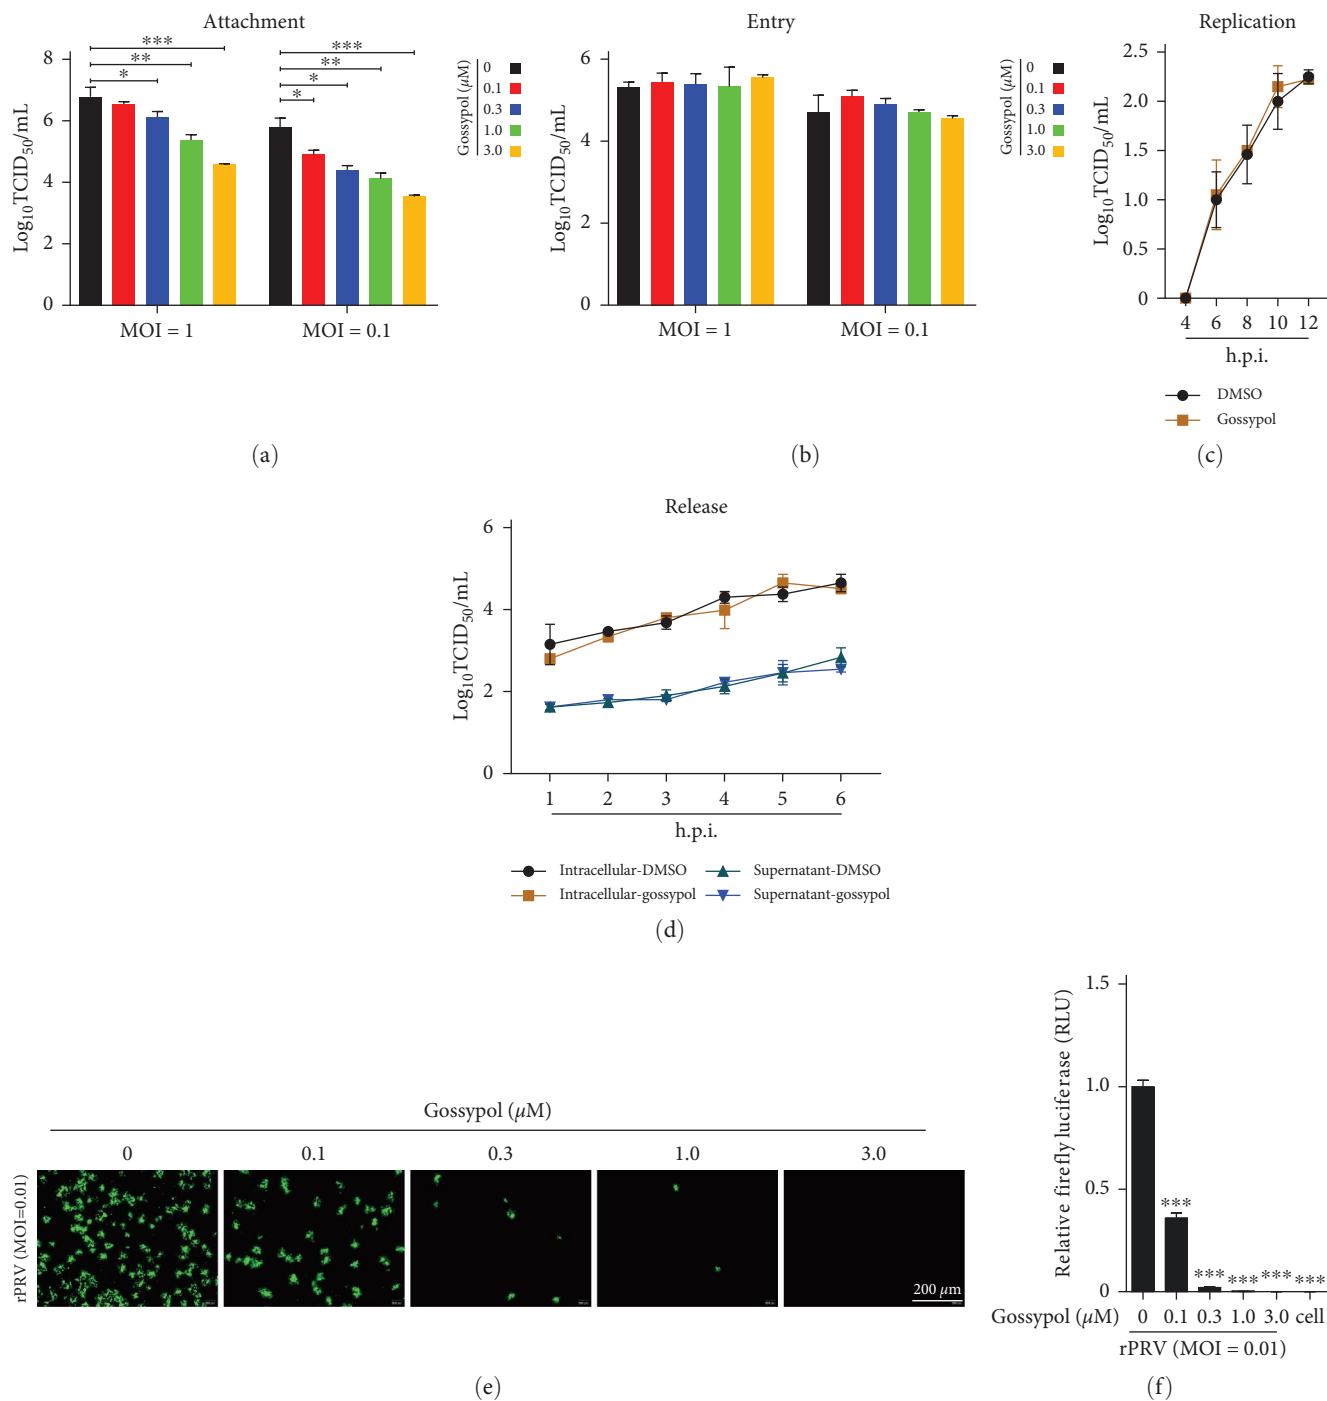 Attachment
8
6
4
2
0
Log10TCID50/mL
***
**
*
***
**
*
*
MOI = 1
MOI = 0.1
Gossypol (μM)
0
0.1
0.3
1.0
3.0
(a)
Entry
6
4
2
0
Log10TCID50/mL
MOI = 1
MOI = 0.1
Gossypol (μM)
0
0.1
0.3
1.0
3.0
(b)
Replication
2.5
2.0
1.5
1.0
0.5
0
Log10TCID50/mL
4 6 8 10 12
h.p.i.
DMSO
Gossypol
(c)
Release
6
4
2
0
Log10TCID50/mL
1 2 3 4 5 6
h.p.i.
Intracellular-DMSO
Intracellular-gossypol
Supernatant-DMSO
Supernatant-gossypol
(d)
Gossypol (μM)
0 0.1 0.3 1.0 3.0
rPRV (MOI=0.01)
200 μm
(e)
1.5
1.0
0.5
0
Relative firefly luciferase (RLU)
***
*** *** *** ***
Gossypol (μM) 0 0.1 0.3 1.0 3.0 cell
rPRV (MOI = 0.01)
(f)